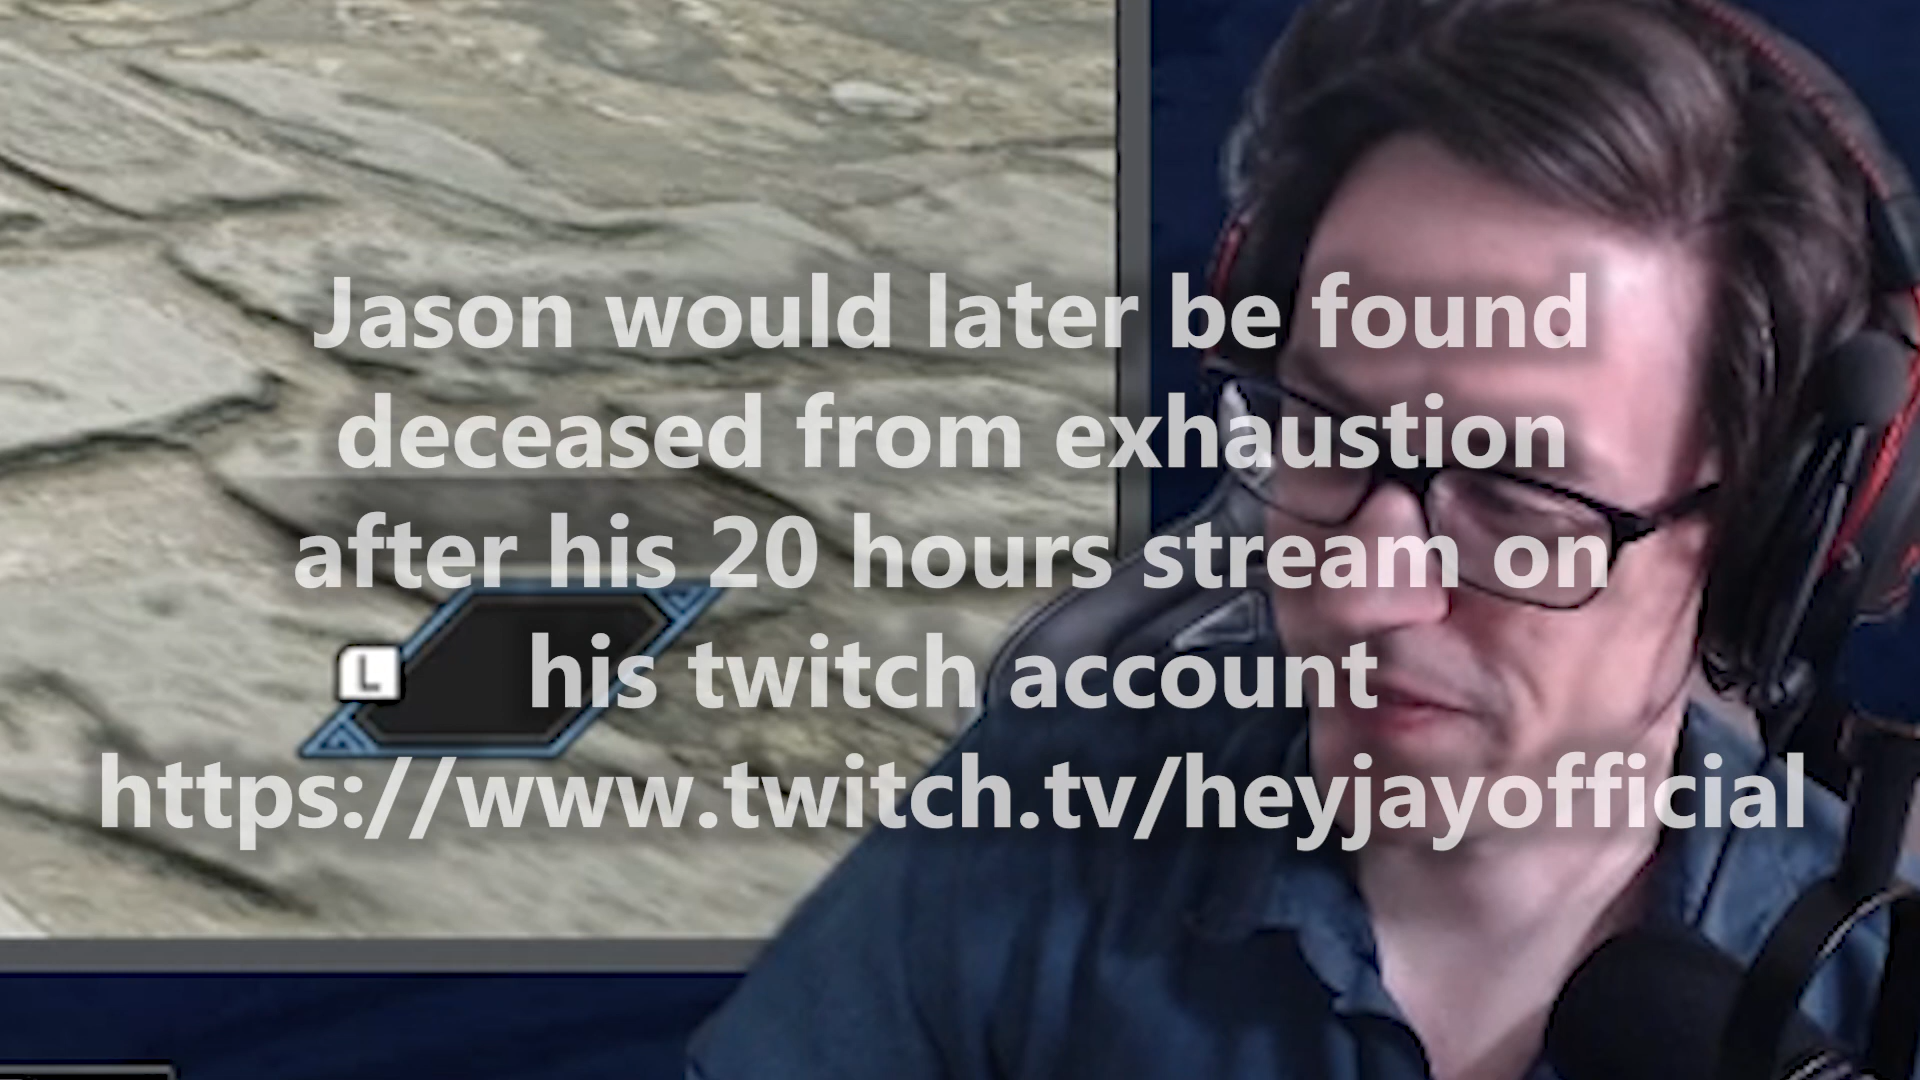 Jason would later be found
deceased from exhaustion
after his 20 hours stream on
his twitch account
https://www.twitch.tv/heyjayofficial
L